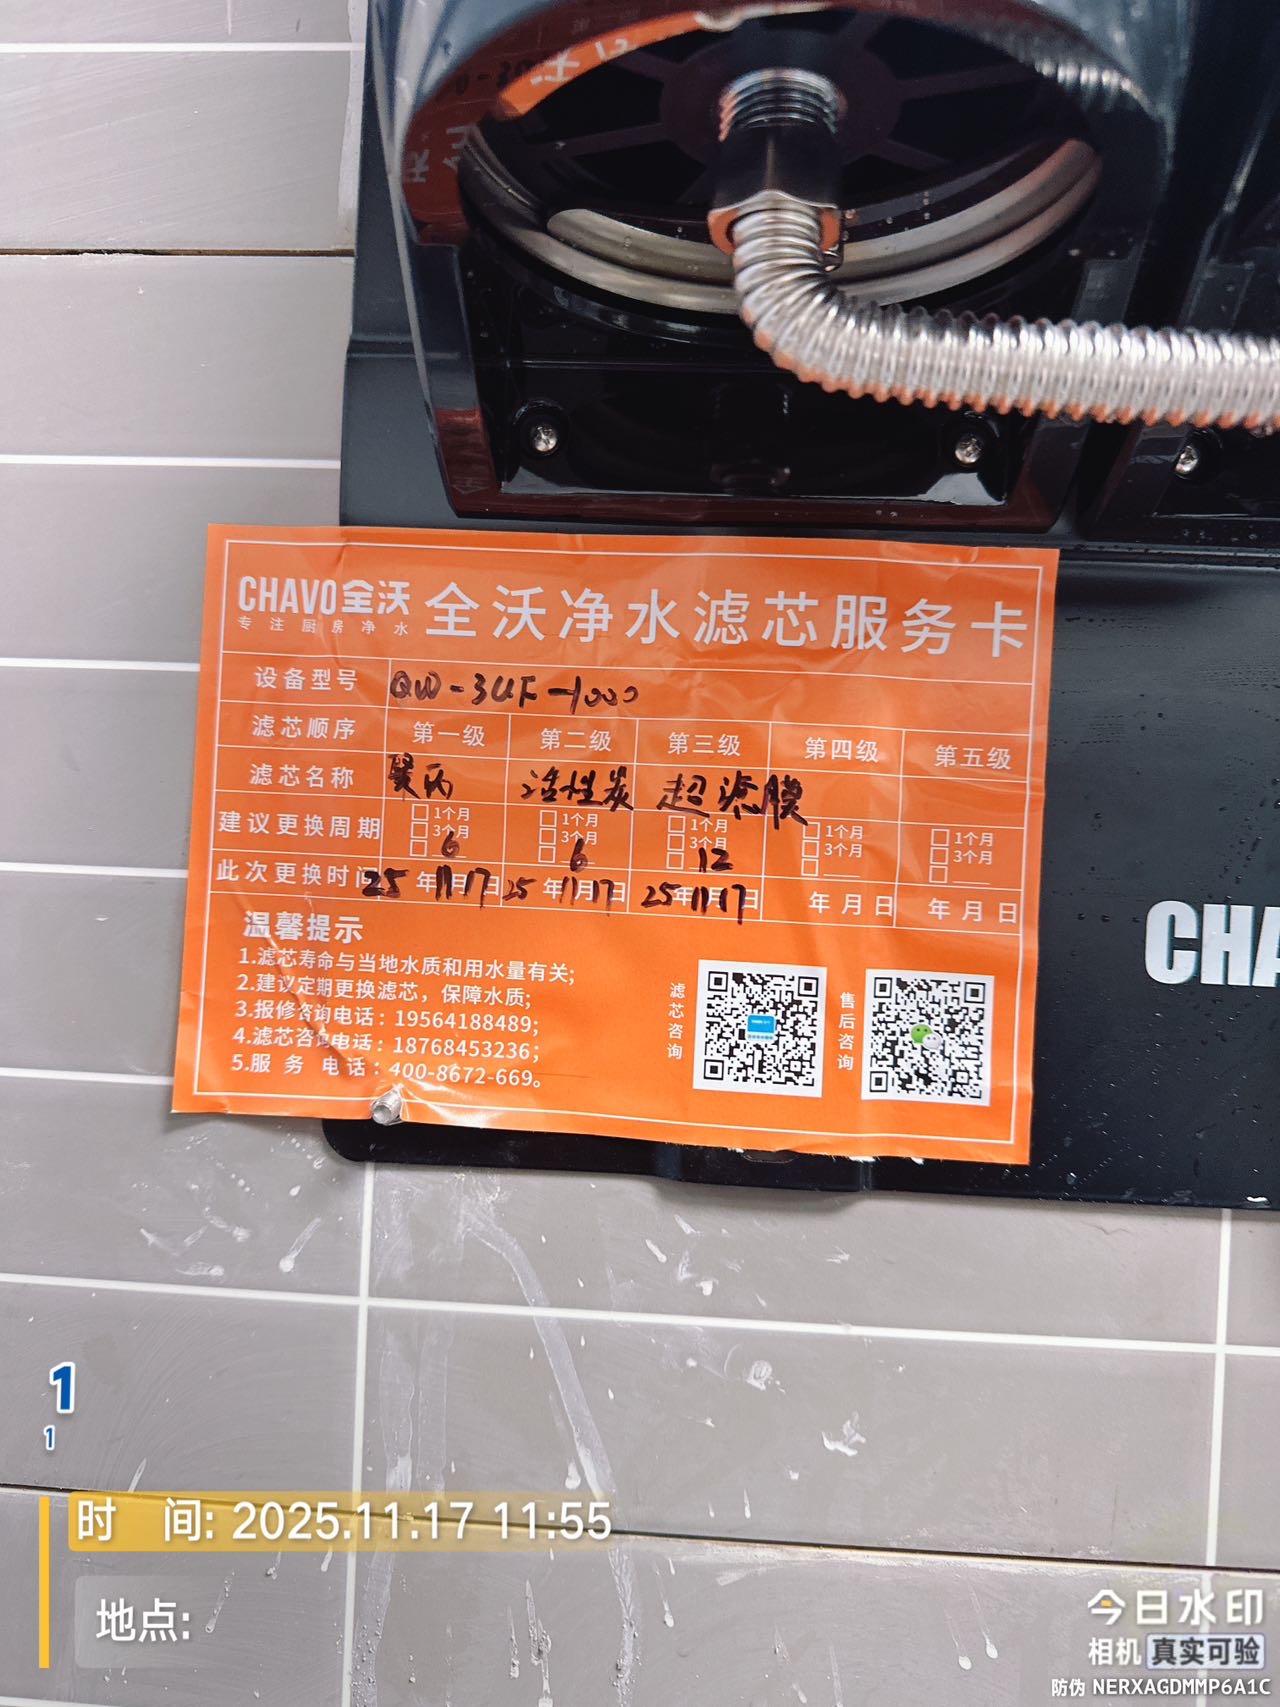 CHAVO全沃
专注厨房净水
全沃净水滤芯服务卡
设备型号 QW-3UF-1000
滤芯顺序 第一级 第二级 第三级 第四级 第五级
滤芯名称 聚丙 活性炭 超滤膜
建议更换周期 □1个月 □1个月 □1个月 □1个月 □1个月
□3个月 □3个月 □3个月 □3个月 □3个月
□6 □6 □12 □ □
此次更换时间 25年11月17日 25年11月17日 25年11月17日 年月日 年月日
温馨提示
1.滤芯寿命与当地水质和用水量有关;
2.建议定期更换滤芯，保障水质;
3.报修咨询电话：19564188489;
4.滤芯咨询电话：18768453236;
5.服务电话：400-8672-669。
滤芯咨询
售后咨询
CHA
1
1
时间: 2025.11.17 11:55
地点:
今日水印
相机 真实可验
防伪 NERXAGDMMP6A1C